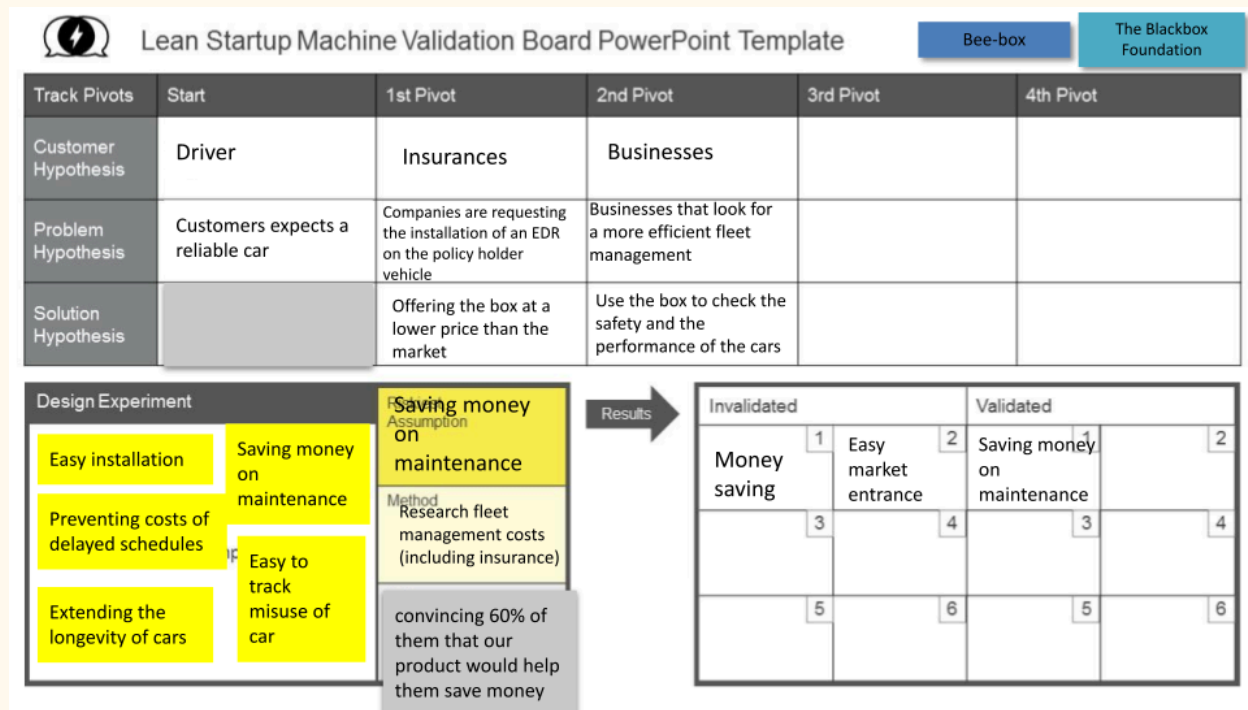 Lean Startup Machine Validation Board PowerPoint Template
Bee-box
The Blackbox
Foundation
Track Pivots
Start
1st Pivot
2nd Pivot
3rd Pivot
4th Pivot
Customer
Hypothesis
Driver
Insurances
Businesses
Problem
Hypothesis
Customers expects a
reliable car
Companies are requesting
the installation of an EDR
on the policy holder
vehicle
Businesses that look for
a more efficient fleet
management
Solution
Hypothesis
Offering the box at a
lower price than the
market
Use the box to check the
safety and the
performance of the cars
Design Experiment
Easy installation
Saving money
on
maintenance
Preventing costs of
delayed schedules
Easy to
track
misuse of
car
Extending the
longevity of cars
Assumption
Saving money
on
maintenance
Method
Research fleet
management costs
(including insurance)
convincing 60% of
them that our
product would help
them save money
Results
Invalidated
Validated
1
Money
saving
2
Easy
market
entrance
1
Saving money
on
maintenance
2
3
4
3
4
5
6
5
6